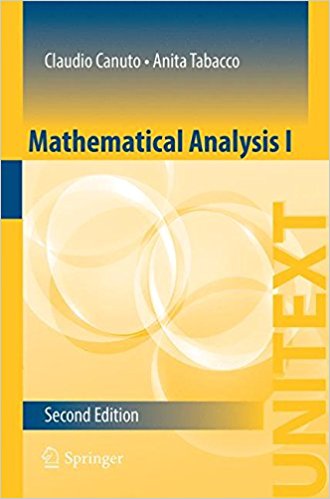 Claudio Canuto • Anita Tabacco
Mathematical Analysis I
UNITEXT
Second Edition
Springer